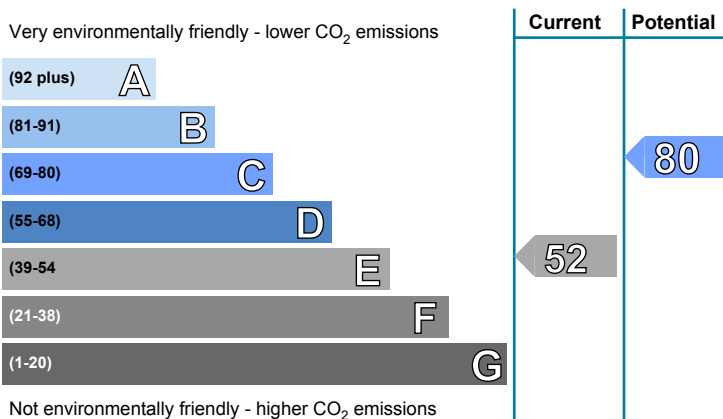 Current Potential
Very environmentally friendly - lower CO2 emissions
(92 plus) A
(81-91) B
80
(69-80) C
(55-68) D
52
(39-54 E
(21-38) F
(1-20) G
Not environmentally friendly - higher CO2 emissions